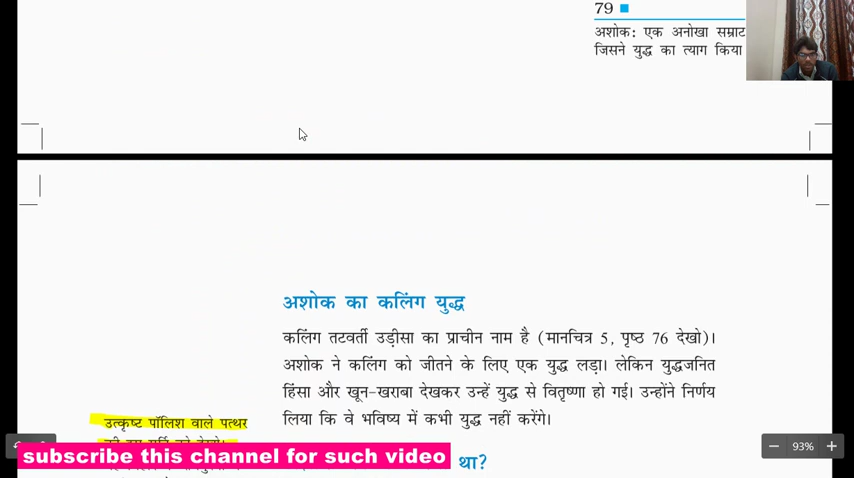 79
अशोक: एक अनोखा सम्राट
जिसने युद्ध का त्याग किया
अशोक का कलिंग युद्ध
कलिंग तटवर्ती उड़ीसा का प्राचीन नाम है (मानचित्र 5, पृष्ठ 76 देखो)।
अशोक ने कलिंग को जीतने के लिए एक युद्ध लड़ा। लेकिन युद्धजनित
हिंसा और खून-खराबा देखकर उन्हें युद्ध से वितृष्णा हो गई। उन्होंने निर्णय
लिया कि वे भविष्य में कभी युद्ध नहीं करेंगे।
उत्कृष्ट पॉलिश वाले पत्थर
93%
subscribe this channel for such video
था?